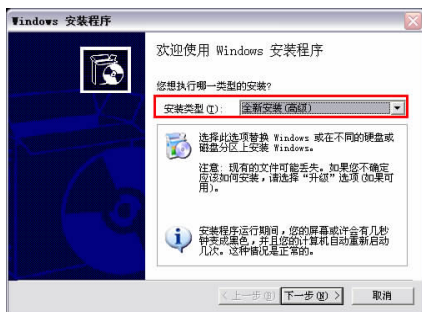 Windows 安装程序
欢迎使用 Windows 安装程序
您想执行哪一类型的安装?
安装类型(T): 全新安装(高级)
选择此选项替换 Windows 或在不同的硬盘或
磁盘分区上安装 Windows。
注意: 现有的文件可能丢失。如果您不确定
应该如何安装，请选择“升级”选项(如果可
用)。
安装程序运行期间，您的屏幕或许会有几秒
钟变成黑色，并且您的计算机自动重新启动
几次。这种情况是正常的。
< 上一步(B) 下一步(N) > 取消